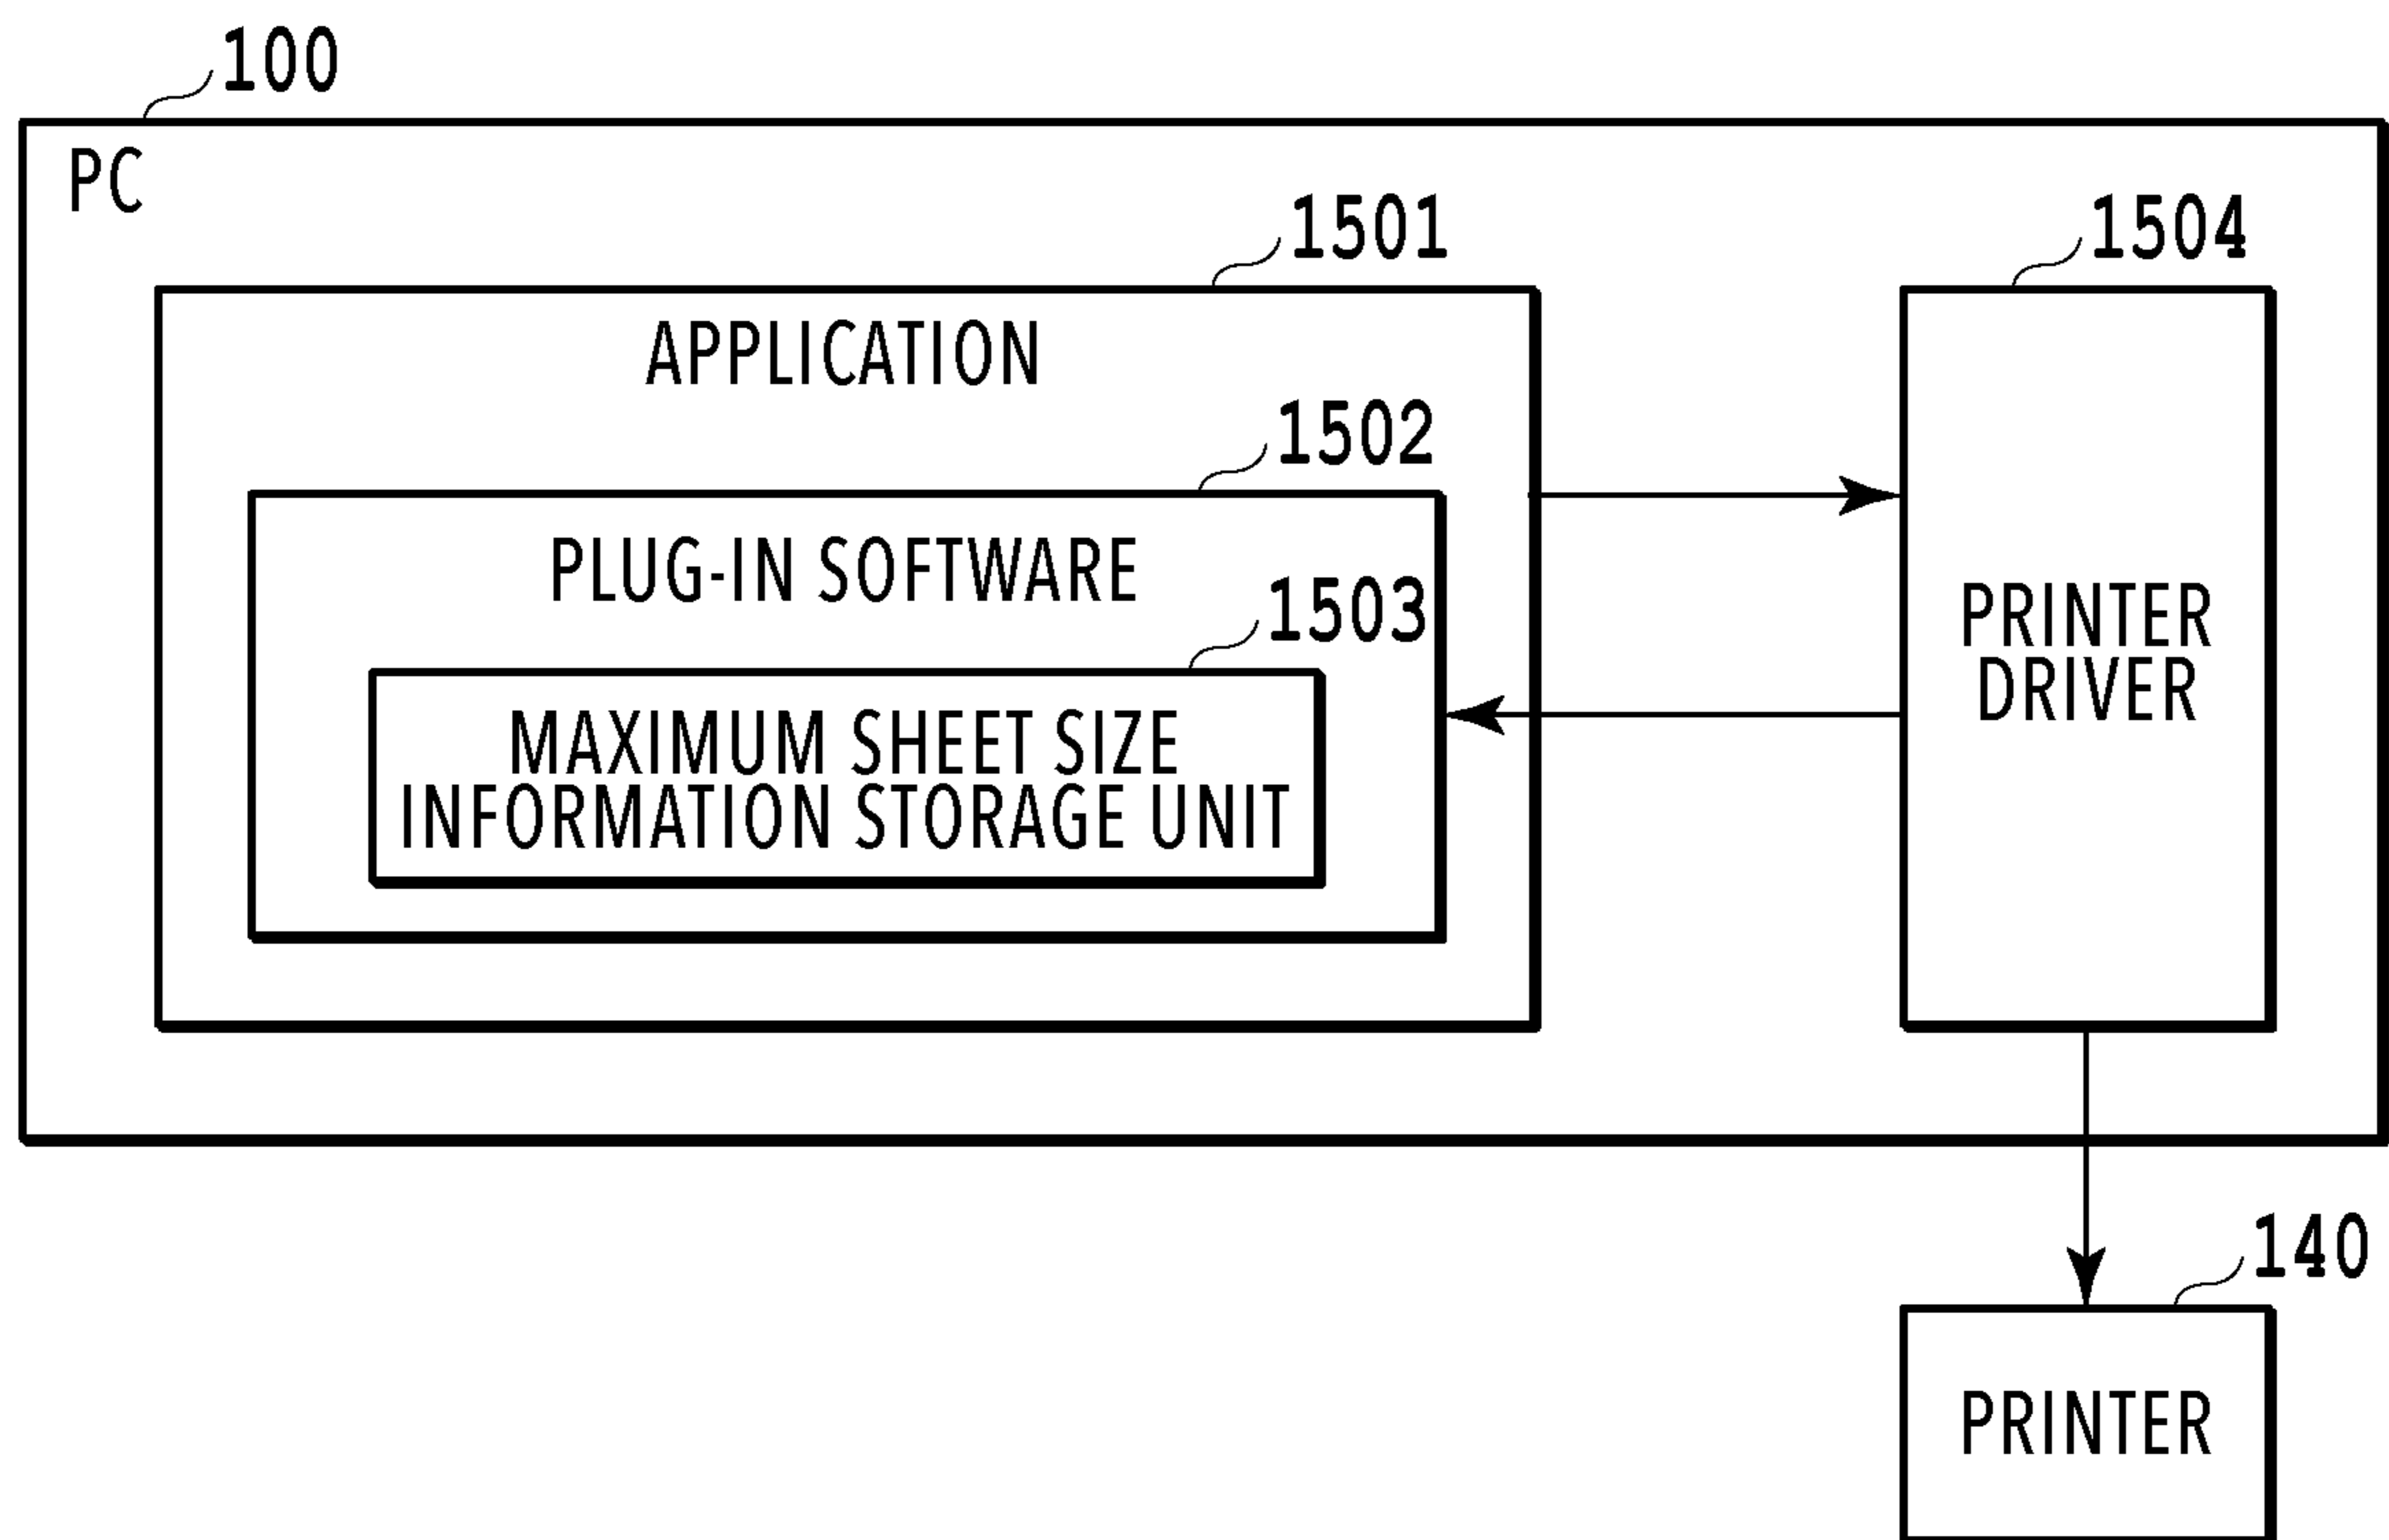 100
PC
1501
1504
APPLICATION
1502
PLUG-IN SOFTWARE
1503
PRINTER
DRIVER
MAXIMUM SHEET SIZE
INFORMATION STORAGE UNIT
140
PRINTER